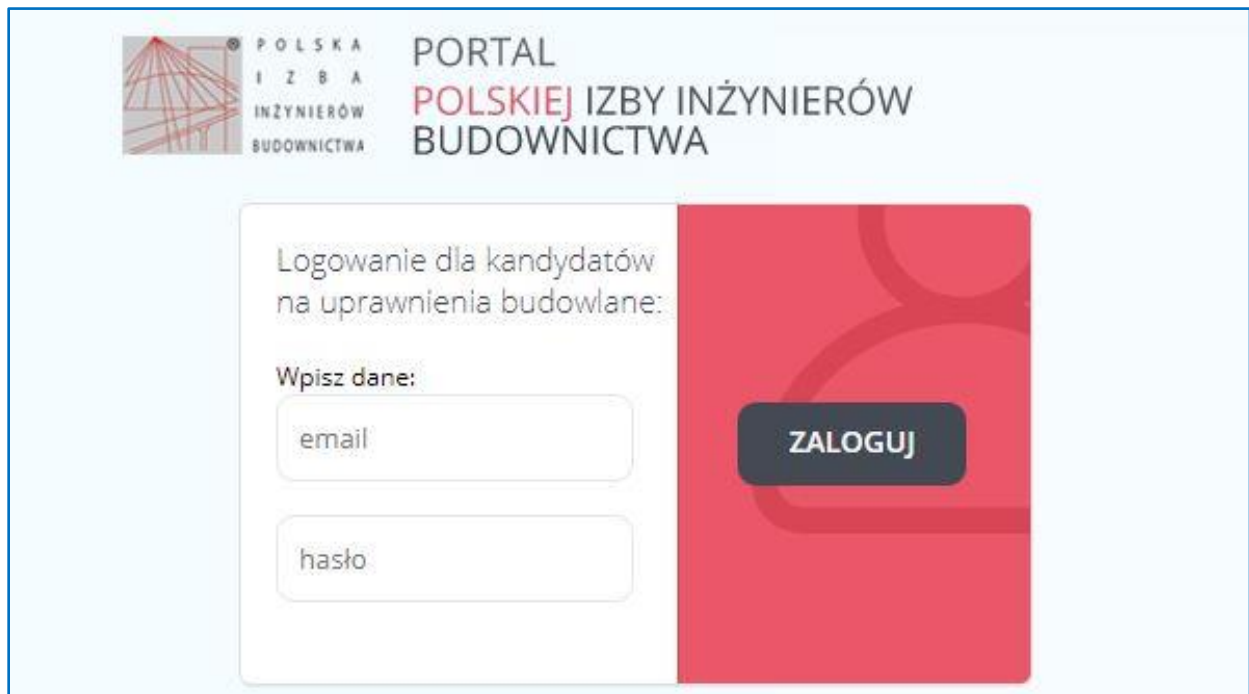 POLSKA
IZBA
INŻYNIERÓW
BUDOWNICTWA
PORTAL
POLSKIEJ IZBY INŻYNIERÓW
BUDOWNICTWA
Logowanie dla kandydatów
na uprawnienia budowlane:
Wpisz dane:
email
ZALOGUJ
hasło